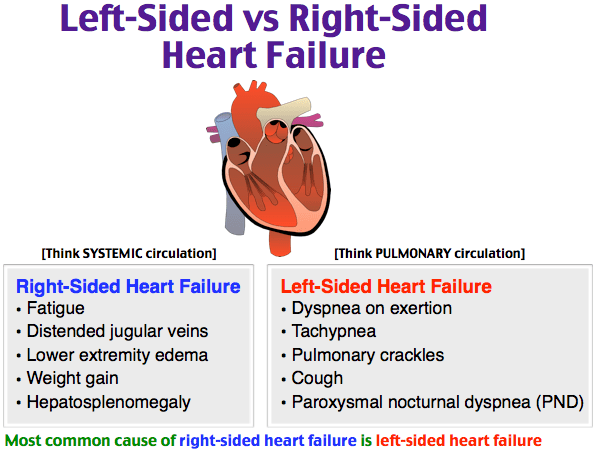 Left-Sided vs Right-Sided
Heart Failure
[Think SYSTEMIC circulation]
Right-Sided Heart Failure
• Fatigue
• Distended jugular veins
• Lower extremity edema
• Weight gain
• Hepatosplenomegaly
[Think PULMONARY circulation]
Left-Sided Heart Failure
• Dyspnea on exertion
• Tachypnea
• Pulmonary crackles
• Cough
• Paroxysmal nocturnal dyspnea (PND)
Most common cause of right-sided heart failure is left-sided heart failure